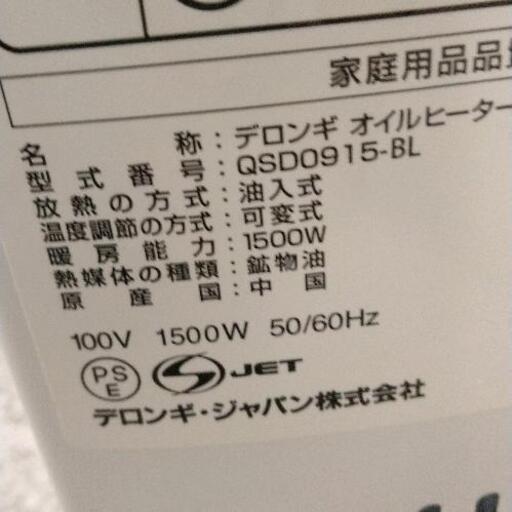 家庭用品品
名称：デロンギ オイルヒーター
型式番号：QSD0915-BL
放熱の方式：油入式
温度調節の方式：可変式
暖房能力：1500W
熱媒体の種類：鉱物油
原産国：中国
100V 1500W 50/60Hz
PSE JET
デロンギ・ジャパン株式会社